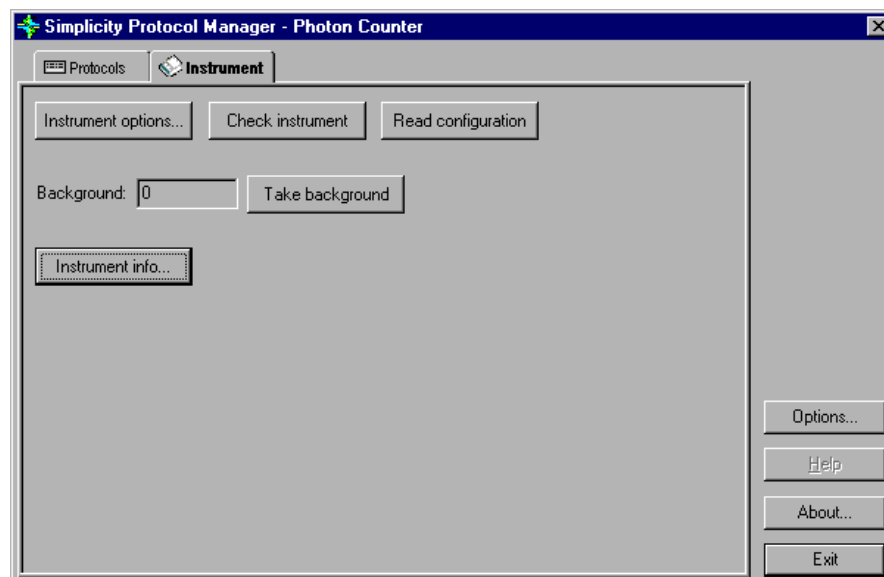 Simplicity Protocol Manager - Photon Counter
Protocols Instrument
Instrument options... Check instrument Read configuration
Background: 0 Take background
Instrument info...
Options...
Help
About...
Exit